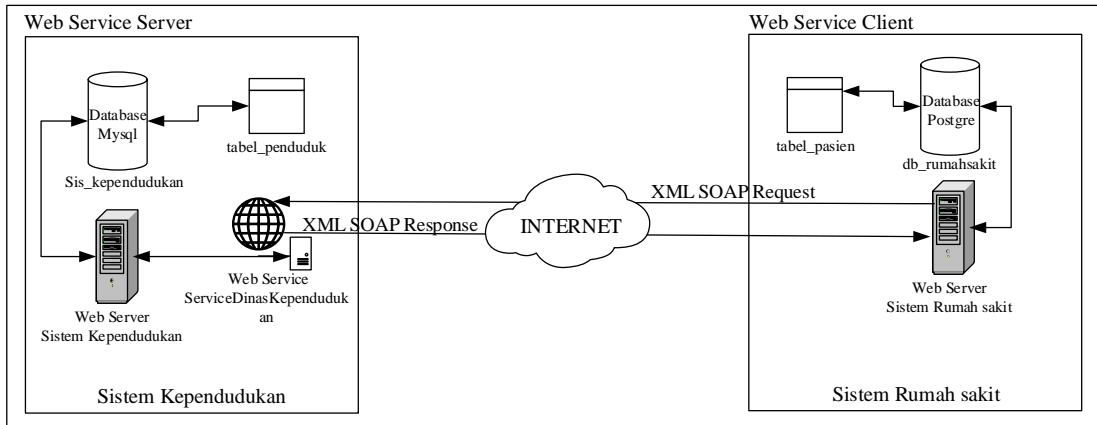 Web Service Server
Web Service Client
Database
Mysql
Sis_kependudukan
tabel_penduduk
Web Server
Sistem Kependudukan
Web Service
ServiceDinasKependuduk
an
Sistem Kependudukan
XML SOAP Request
XML SOAP Response
INTERNET
tabel_pasien
Database
Postgre
db_rumahsakit
Web Server
Sistem Rumah sakit
Sistem Rumah sakit